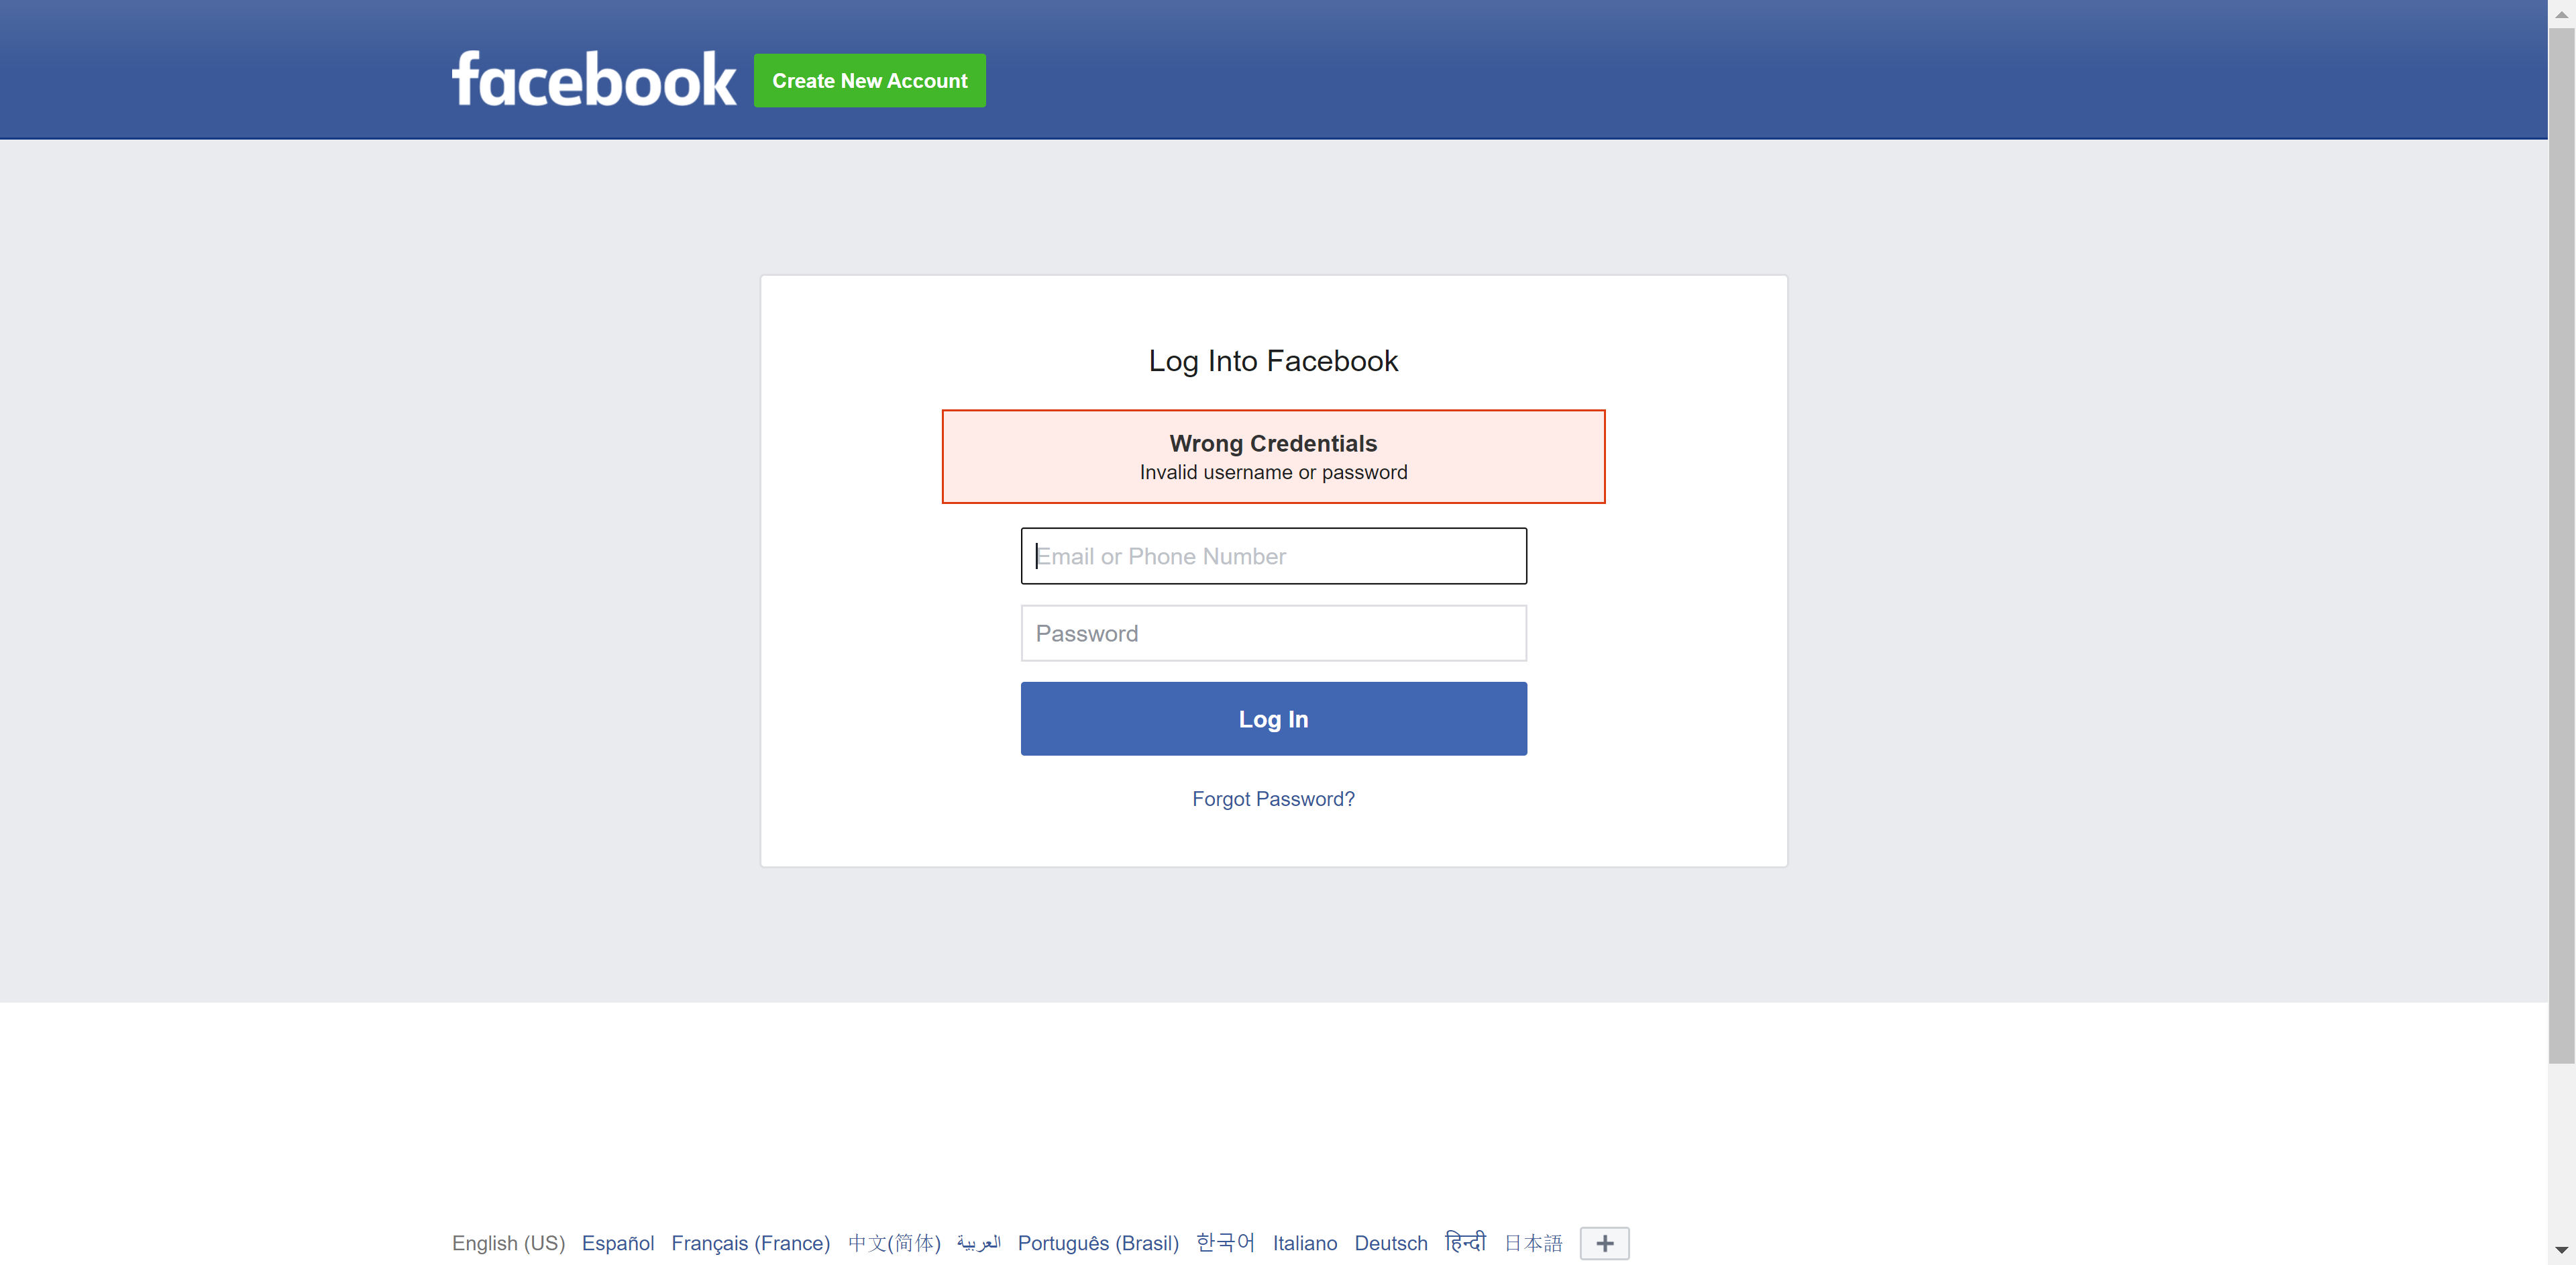 facebook Create New Account
Log Into Facebook
Wrong Credentials
Invalid username or password
Email or Phone Number
Password
Log In
Forgot Password?
English (US) Español Français (France) 中文(简体) العربية Português (Brasil) 한국어 Italiano Deutsch हिन्दी 日本語 +